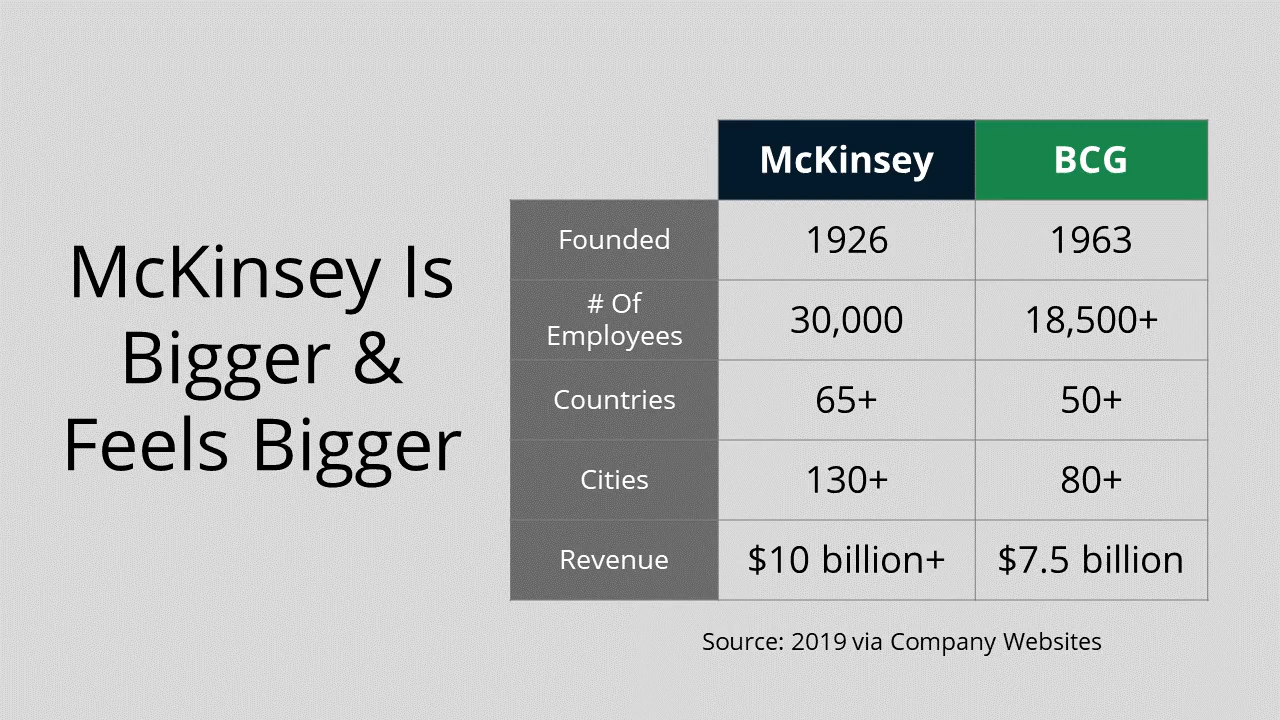 McKinsey Is
Bigger &
Feels Bigger
McKinsey BCG
Founded 1926 1963
# Of
Employees 30,000 18,500+
Countries 65+ 50+
Cities 130+ 80+
Revenue $10 billion+ $7.5 billion
Source: 2019 via Company Websites